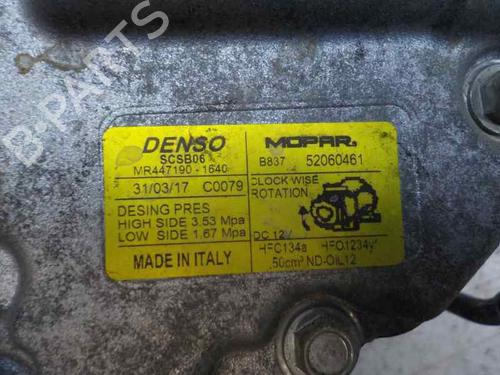 B-PARTS
DENSO
SCSB06
MR447190-1640
31/03/17 C0079
DESING PRES
HIGH SIDE 3.53 Mpa
LOW SIDE 1.67 Mpa
MADE IN ITALY
MOPAR.
B837 52060461
CLOCK WISE
ROTATION
DC 12V
HFC134a HFO1234yf
50cm³ ND-OIL12